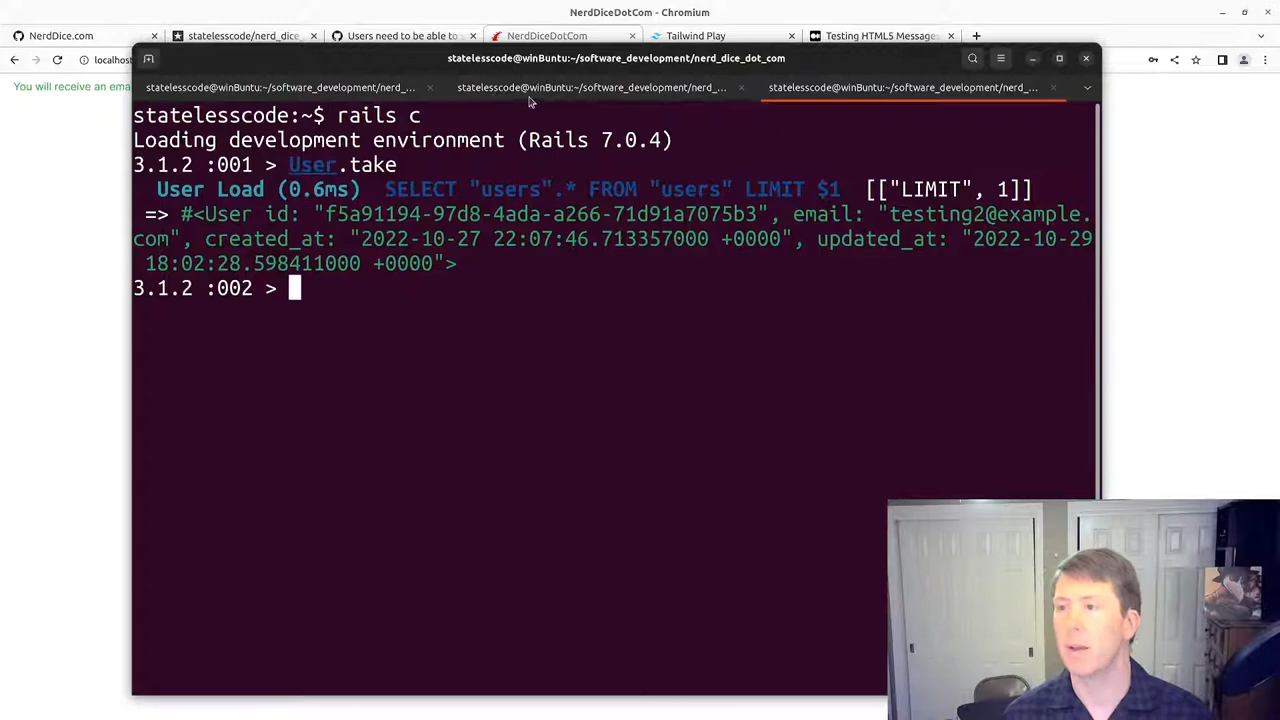 NerdDiceDotCom - Chromium
NerdDice.com
statelesscode/nerd_dice_
Users need to be able to s
NerdDiceDotCom
Tailwind Play
Testing HTML5 Messages
localhos
You will receive an emai
statelesscode@winBuntu:~/software_development/nerd_dice_dot_com
statelesscode@winBuntu:~/software_development/nerd_...
statelesscode@winBuntu:~/software_development/nerd_...
statelesscode@winBuntu:~/software_development/nerd_...
statelesscode:~$ rails c
Loading development environment (Rails 7.0.4)
3.1.2 :001 > User.take
User Load (0.6ms)  SELECT "users".* FROM "users" LIMIT $1  [["LIMIT", 1]]
=> #<User id: "f5a91194-97d8-4ada-a266-71d91a7075b3", email: "testing2@example.
com", created_at: "2022-10-27 22:07:46.713357000 +0000", updated_at: "2022-10-29
18:02:28.598411000 +0000">
3.1.2 :002 >